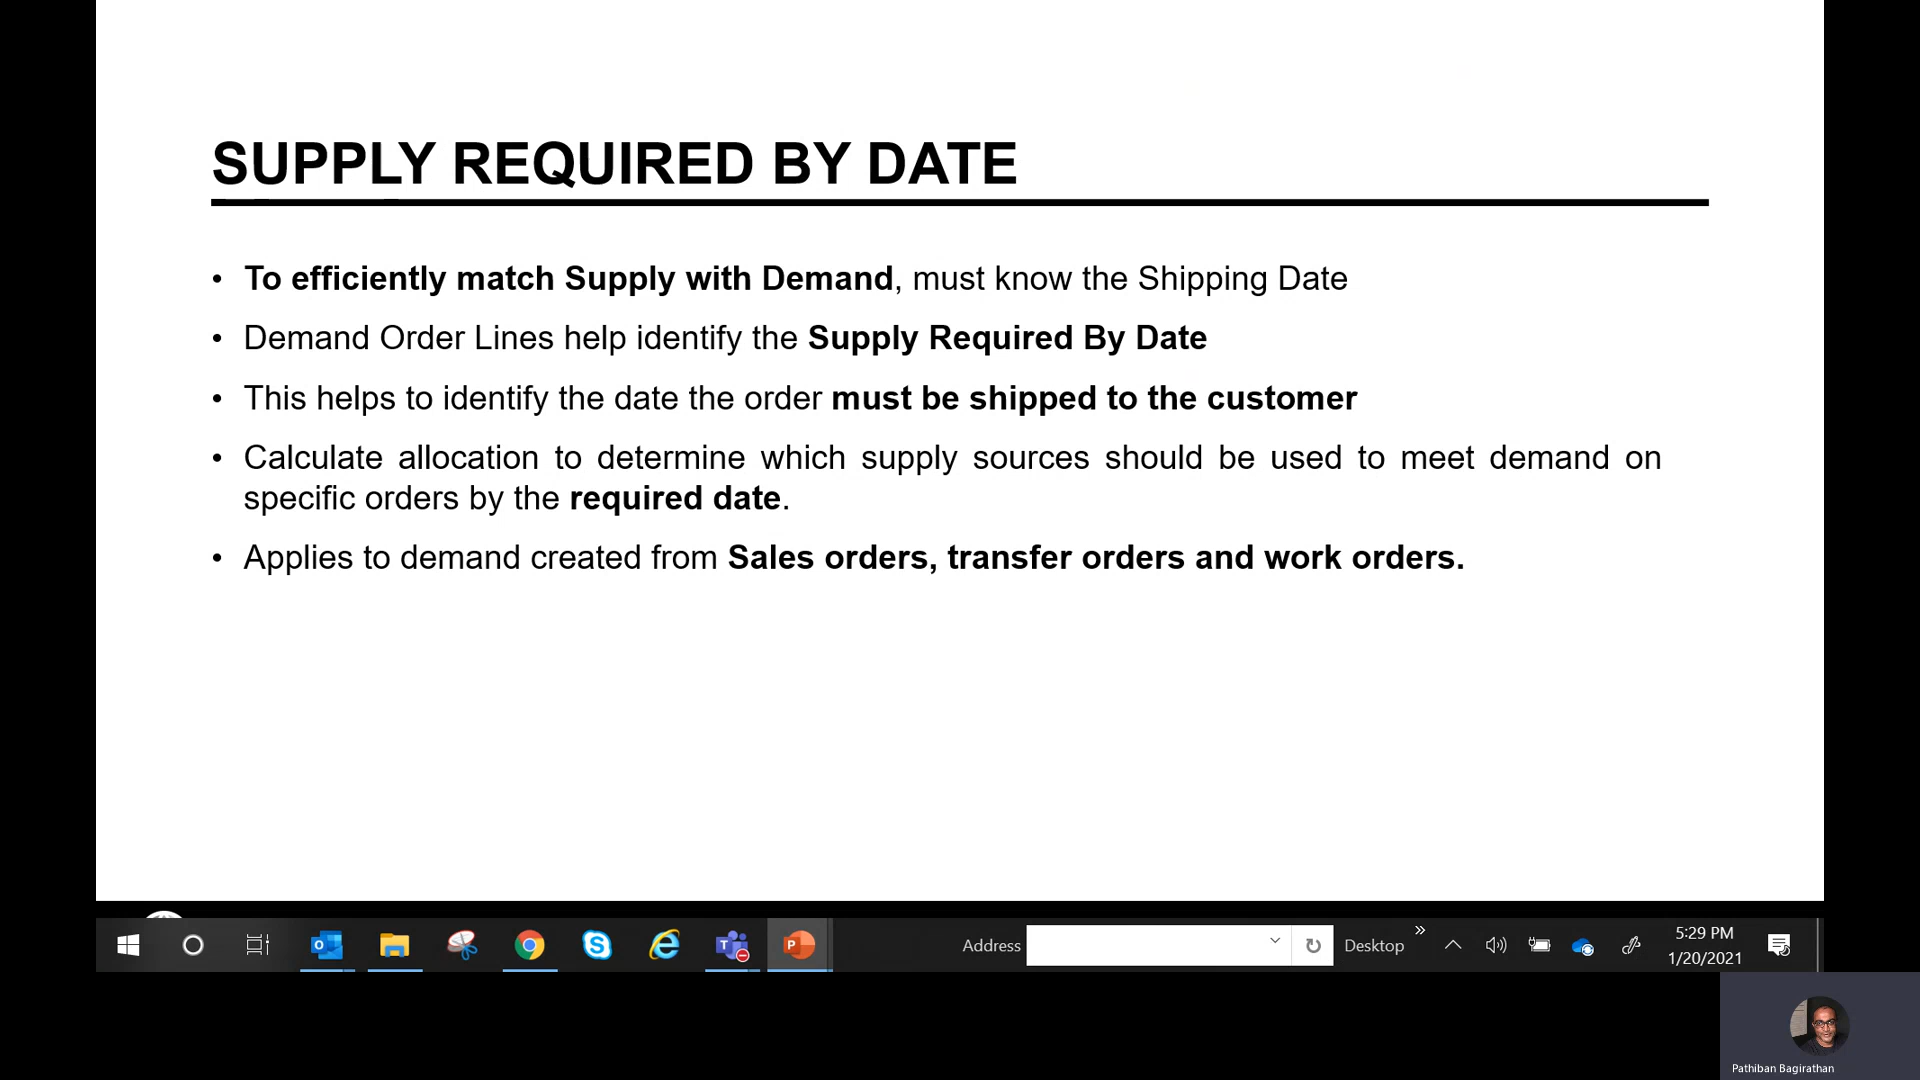 SUPPLY REQUIRED BY DATE
• To efficiently match Supply with Demand, must know the Shipping Date
• Demand Order Lines help identify the Supply Required By Date
• This helps to identify the date the order must be shipped to the customer
• Calculate allocation to determine which supply sources should be used to meet demand on
specific orders by the required date.
• Applies to demand created from Sales orders, transfer orders and work orders.
Address
Desktop
5:29 PM
1/20/2021
Pathiban Bagirathan